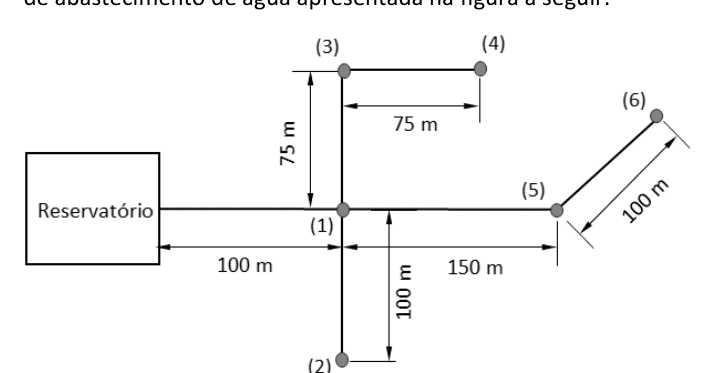 de abastecimento de água apresentada na figura a seguir:
(3)
(4)
75 m
75 m
(6)
Reservatório
(5)
100 m
(1)
100 m
150 m
100 m
(2)